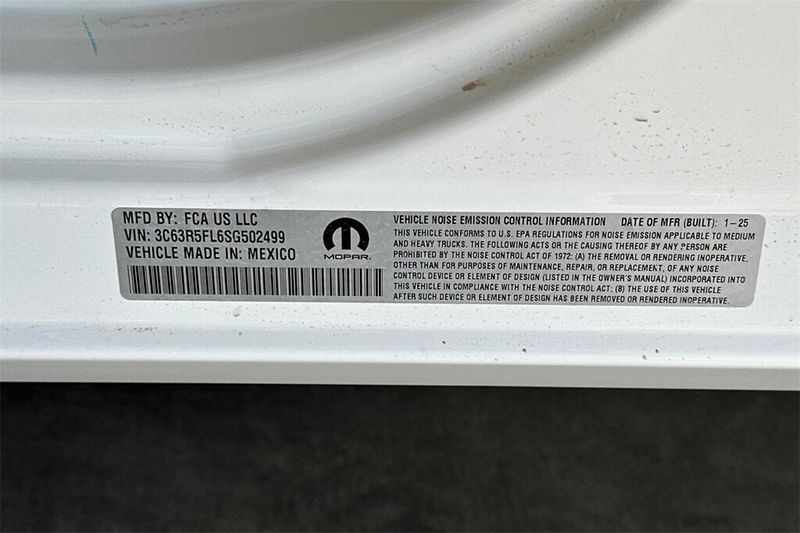 MFD BY: FCA US LLC
VIN: 3C63R5FL6SG502499
VEHICLE MADE IN: MEXICO
MOPAR.
VEHICLE NOISE EMISSION CONTROL INFORMATION DATE OF MFR (BUILT): 1-25
THIS VEHICLE CONFORMS TO U.S. EPA REGULATIONS FOR NOISE EMISSION APPLICABLE TO MEDIUM
AND HEAVY TRUCKS. THE FOLLOWING ACTS OR THE CAUSING THEREOF BY ANY PERSON ARE
PROHIBITED BY THE NOISE CONTROL ACT OF 1972: (A) THE REMOVAL OR RENDERING INOPERATIVE,
OTHER THAN FOR PURPOSES OF MAINTENANCE, REPAIR, OR REPLACEMENT, OF ANY NOISE
CONTROL DEVICE OR ELEMENT OF DESIGN (LISTED IN THE OWNER'S MANUAL) INCORPORATED INTO
THIS VEHICLE IN COMPLIANCE WITH THE NOISE CONTROL ACT; (B) THE USE OF THIS VEHICLE
AFTER SUCH DEVICE OR ELEMENT OF DESIGN HAS BEEN REMOVED OR RENDERED INOPERATIVE.